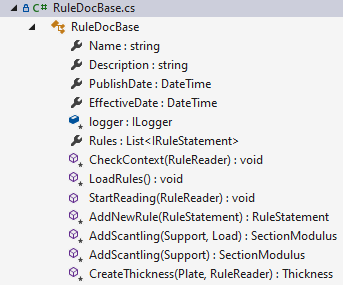 C# RuleDocBase.cs
RuleDocBase
Name : string
Description : string
PublishDate : DateTime
EffectiveDate : DateTime
logger : ILogger
Rules : List<IRuleStatement>
CheckContext(RuleReader) : void
LoadRules() : void
StartReading(RuleReader) : void
AddNewRule(RuleStatement) : RuleStatement
AddScantling(Support, Load) : SectionModulus
AddScantling(Support) : SectionModulus
CreateThickness(Plate, RuleReader) : Thickness